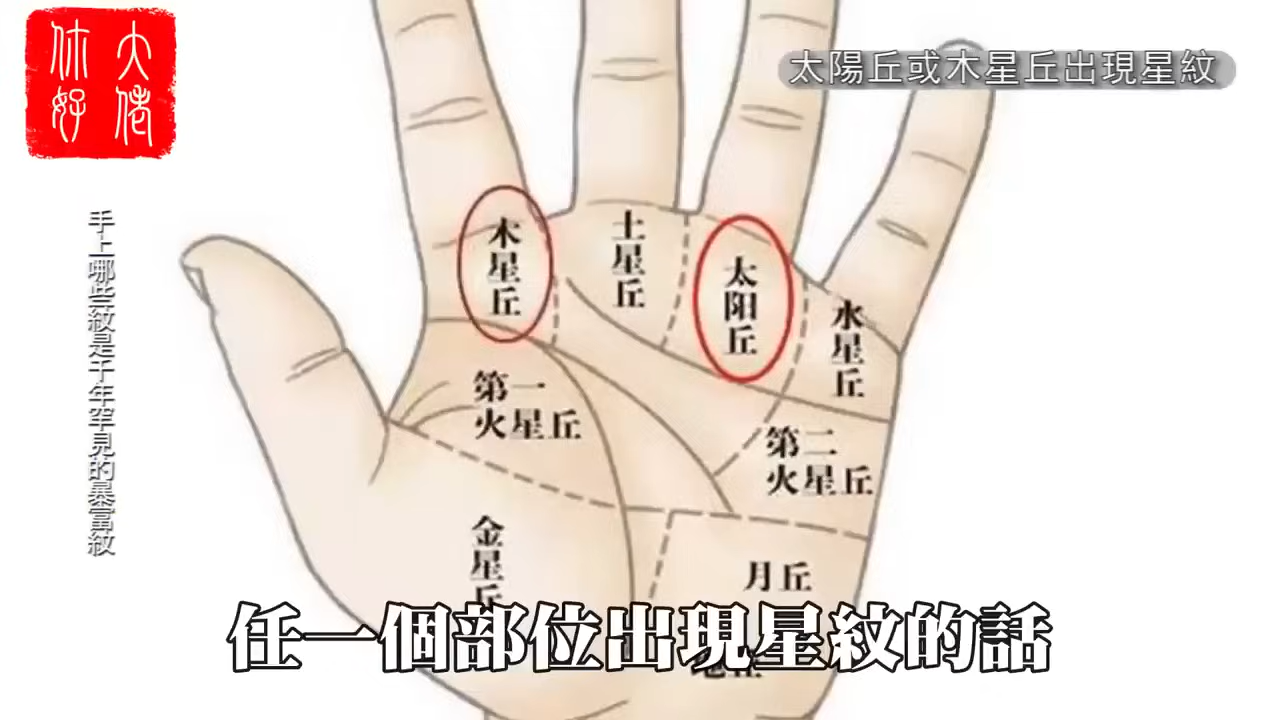 大佬
你好
太陽丘或木星丘出現星紋
手上哪些紋是千年罕見的暴富紋
木星丘
土星丘
太阳丘
水星丘
第一
火星丘
第二
火星丘
金星丘
月丘
任一個部位出現星紋的話